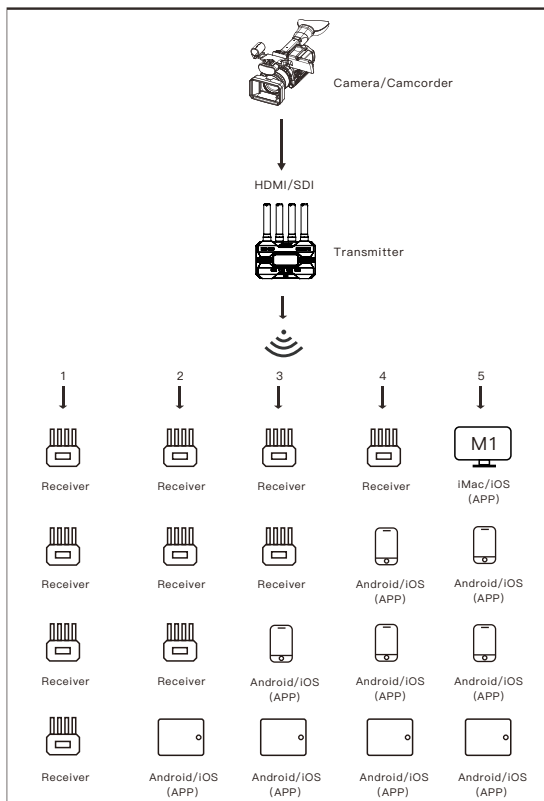 Camera/Camcorder
HDMI/SDI
Transmitter
1 2 3 4 5
M1
Receiver Receiver Receiver Receiver iMac/iOS
(APP)
Receiver Receiver Receiver Android/iOS Android/iOS
(APP) (APP)
Receiver Receiver Android/iOS Android/iOS Android/iOS
(APP) (APP) (APP)
Receiver Android/iOS Android/iOS Android/iOS Android/iOS
(APP) (APP) (APP) (APP)